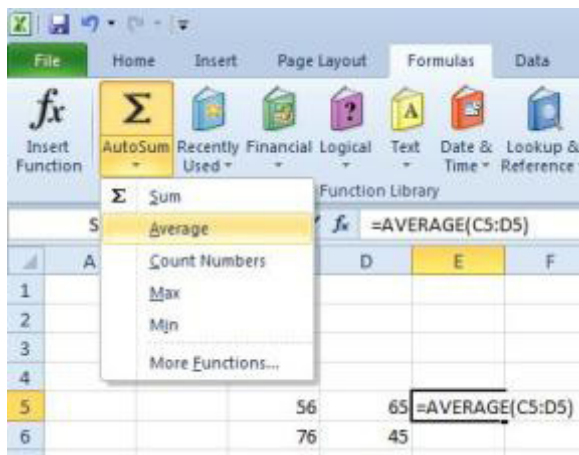 File Home Insert Page Layout Formulas Data
fx Σ ? A
Insert Function AutoSum Recently Used Financial Logical Text Date & Time Lookup & Reference
Function Library
Σ Sum
Average
Count Numbers
Max
Min
More Functions...
S fx =AVERAGE(C5:D5)
A D E F
1
2
3
4
5 56 65 =AVERAGE(C5:D5)
6 76 45